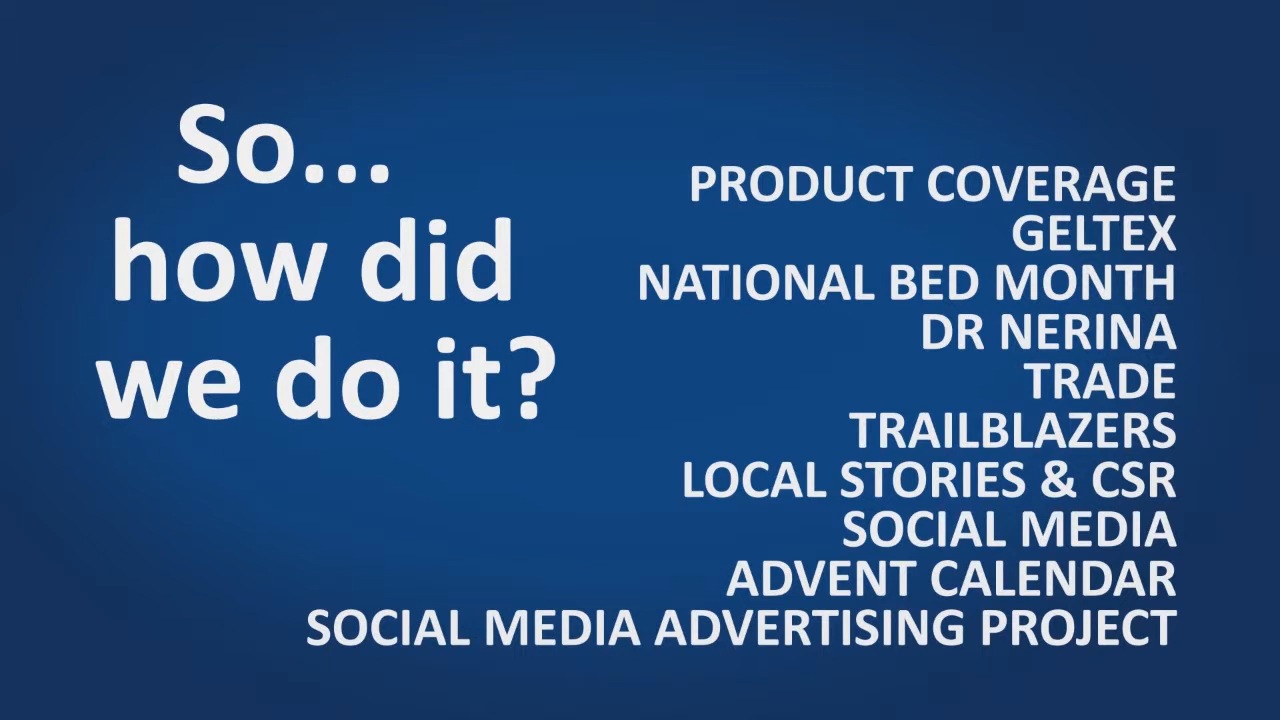 So...
how did
we do it?
PRODUCT COVERAGE
GELTEX
NATIONAL BED MONTH
DR NERINA
TRADE
TRAILBLAZERS
LOCAL STORIES & CSR
SOCIAL MEDIA
ADVENT CALENDAR
SOCIAL MEDIA ADVERTISING PROJECT